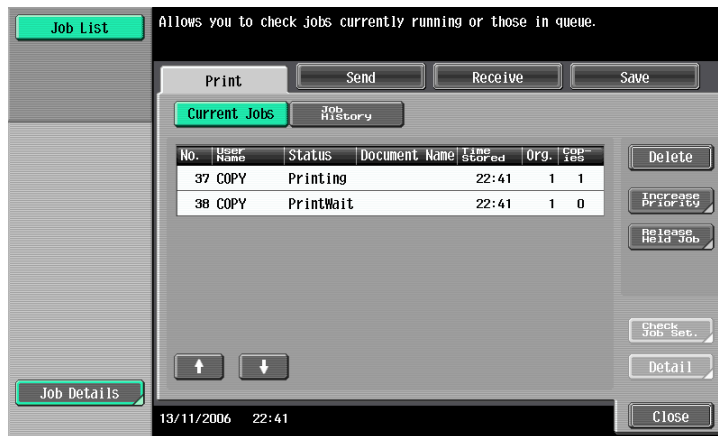 Job List
Allows you to check jobs currently running or those in queue.
Print
Send
Receive
Save
Current Jobs
Job
History
No. User Name Status Document Name Time Stored Org. Cop-ies
37 COPY Printing 22:41 1 1
38 COPY PrintWait 22:41 1 0
Delete
Increase
Priority
Release
Held Job
Check
Job Set.
Detail
Job Details
13/11/2006 22:41
Close